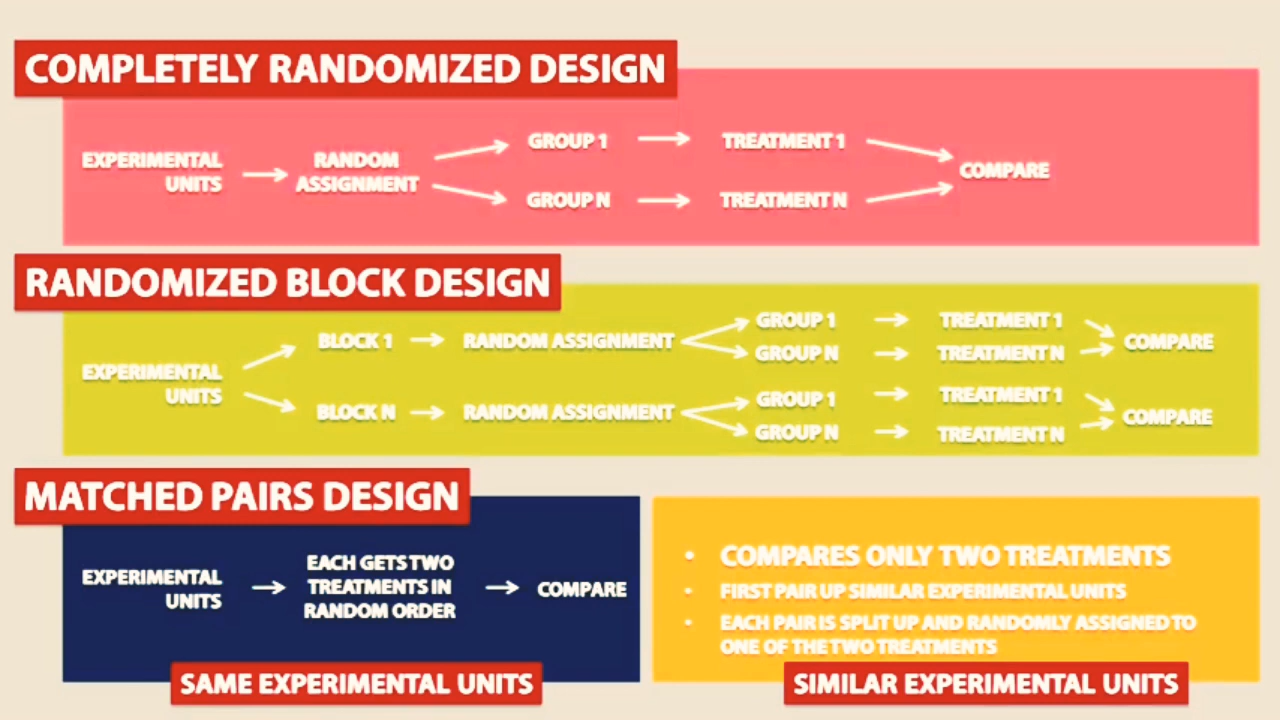 COMPLETELY RANDOMIZED DESIGN
EXPERIMENTAL
UNITS
RANDOM
ASSIGNMENT
GROUP 1
TREATMENT 1
GROUP N
TREATMENT N
COMPARE
RANDOMIZED BLOCK DESIGN
EXPERIMENTAL
UNITS
BLOCK 1
RANDOM ASSIGNMENT
GROUP 1
TREATMENT 1
GROUP N
TREATMENT N
COMPARE
BLOCK N
RANDOM ASSIGNMENT
GROUP 1
TREATMENT 1
GROUP N
TREATMENT N
COMPARE
MATCHED PAIRS DESIGN
EXPERIMENTAL
UNITS
EACH GETS TWO
TREATMENTS IN
RANDOM ORDER
COMPARE
SAME EXPERIMENTAL UNITS
• COMPARES ONLY TWO TREATMENTS
• FIRST PAIR UP SIMILAR EXPERIMENTAL UNITS
• EACH PAIR IS SPLIT UP AND RANDOMLY ASSIGNED TO
ONE OF THE TWO TREATMENTS
SIMILAR EXPERIMENTAL UNITS